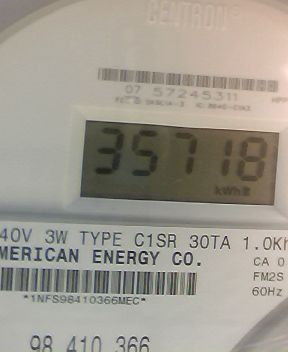 CENTRON®
07 57245311
35718
kWh
40V 3W TYPE C1SR 30TA 1.0Kh
MERICAN ENERGY CO.
CA 0
FM2S
60Hz
*1NFS98410366MEC*
98 410 366